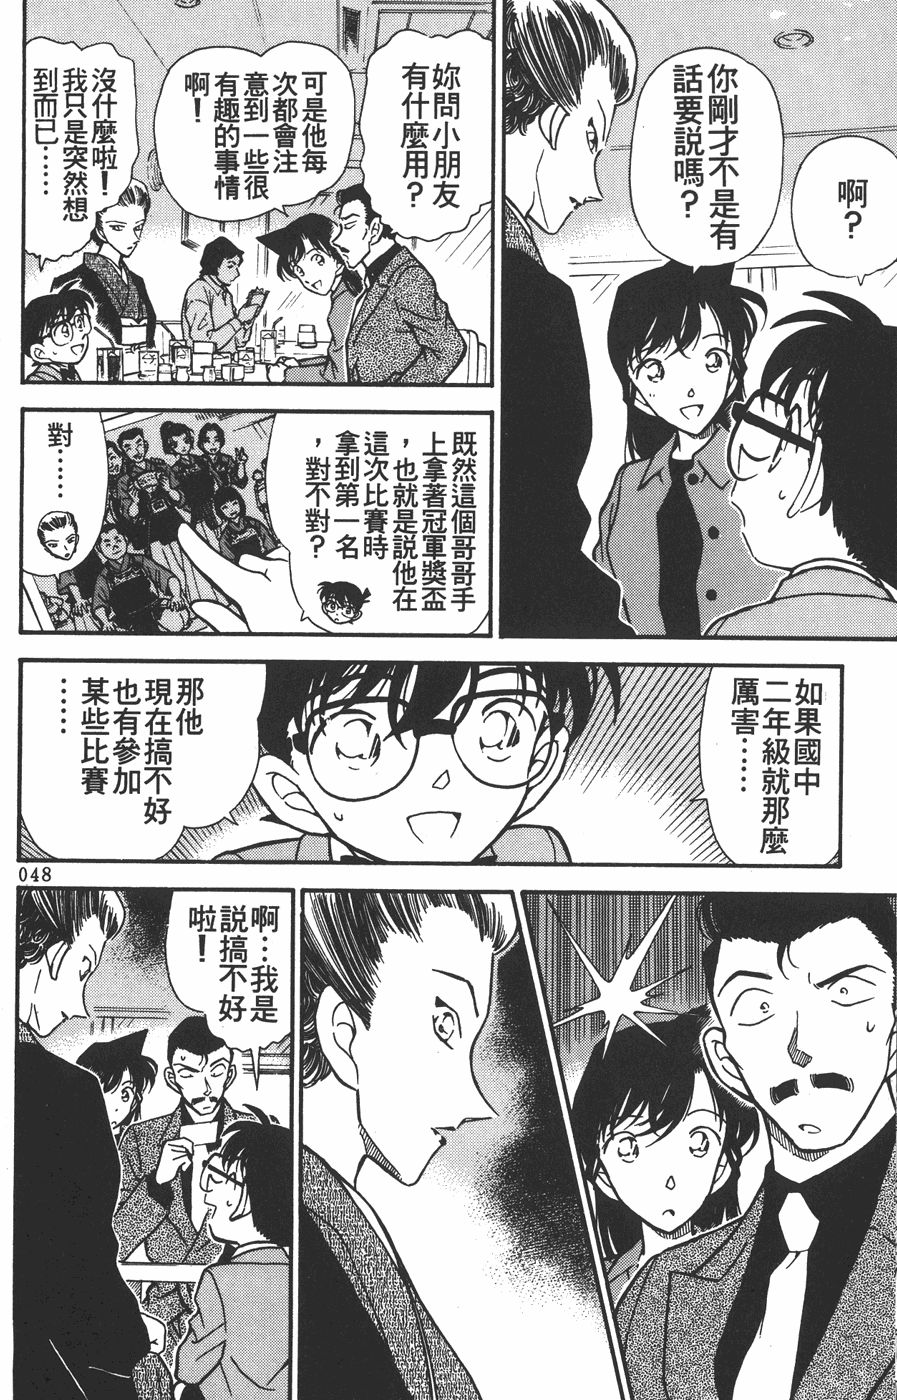 啊？
你剛才不是有
話要說嗎？
妳問小朋友
有什麼用？
可是他每
次都會注
意到一些很
有趣的事情
啊！
沒什麼啦！
我只是突然想
到而已……
既然這個哥哥手
上拿著冠軍獎盃
，也就是說他在
這次比賽時
拿到第一名
，對不對？
對……
如果國中
二年級就那麼
厲害……
那他
現在搞不好
也有參加
某些比賽
……
048
啊…我是
說搞不好
啦！